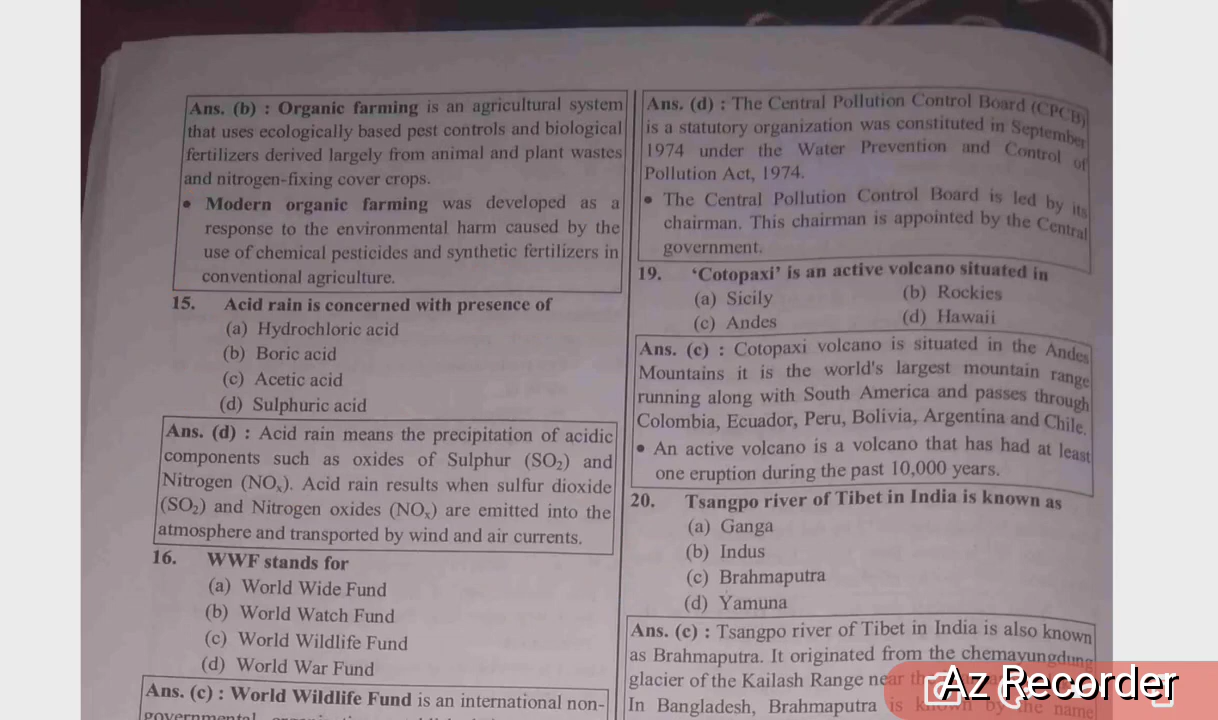 Ans. (b) : Organic farming is an agricultural system
that uses ecologically based pest controls and biological
fertilizers derived largely from animal and plant wastes
and nitrogen-fixing cover crops.
• Modern organic farming was developed as a
response to the environmental harm caused by the
use of chemical pesticides and synthetic fertilizers in
conventional agriculture.
15. Acid rain is concerned with presence of
(a) Hydrochloric acid
(b) Boric acid
(c) Acetic acid
(d) Sulphuric acid
Ans. (d) : Acid rain means the precipitation of acidic
components such as oxides of Sulphur (SO₂) and
Nitrogen (NOₓ). Acid rain results when sulfur dioxide
(SO₂) and Nitrogen oxides (NOₓ) are emitted into the
atmosphere and transported by wind and air currents.
16. WWF stands for
(a) World Wide Fund
(b) World Watch Fund
(c) World Wildlife Fund
(d) World War Fund
Ans. (c) : World Wildlife Fund is an international non-
governmental
Ans. (d) : The Central Pollution Control Board (CPCB)
is a statutory organization was constituted in September
1974 under the Water Prevention and Control of
Pollution Act, 1974.
• The Central Pollution Control Board is led by its
chairman. This chairman is appointed by the Central
government.
19. ‘Cotopaxi’ is an active volcano situated in
(a) Sicily (b) Rockies
(c) Andes (d) Hawaii
Ans. (c) : Cotopaxi volcano is situated in the Andes
Mountains it is the world's largest mountain range
running along with South America and passes through
Colombia, Ecuador, Peru, Bolivia, Argentina and Chile.
• An active volcano is a volcano that has had at least
one eruption during the past 10,000 years.
20. Tsangpo river of Tibet in India is known as
(a) Ganga
(b) Indus
(c) Brahmaputra
(d) Yamuna
Ans. (c) : Tsangpo river of Tibet in India is also known
as Brahmaputra. It originated from the chemayungdung
glacier of the Kailash Range near
In Bangladesh, Brahmaputra is known by the name
Az Recorder